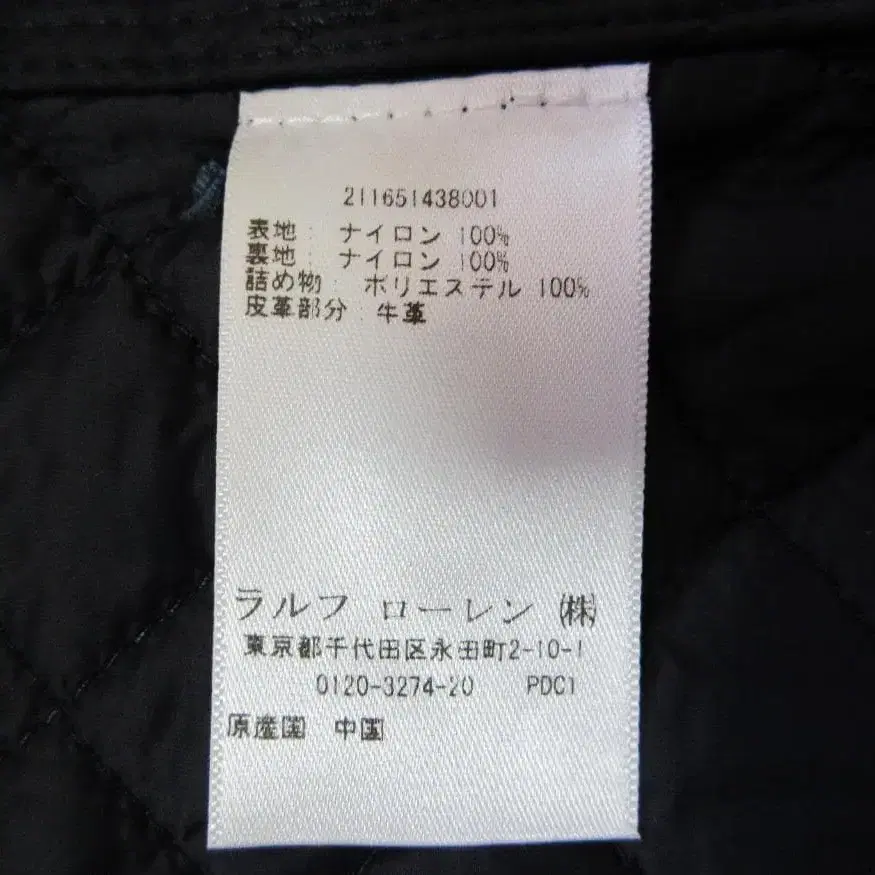 211651438001
表地 : ナイロン 100%
裏地 : ナイロン 100%
詰め物 : ポリエステル 100%
皮革部分 : 牛革
ラルフ ローレン (株)
東京都千代田区永田町2-10-1
0120-3274-20 PDC1
原産国 中国